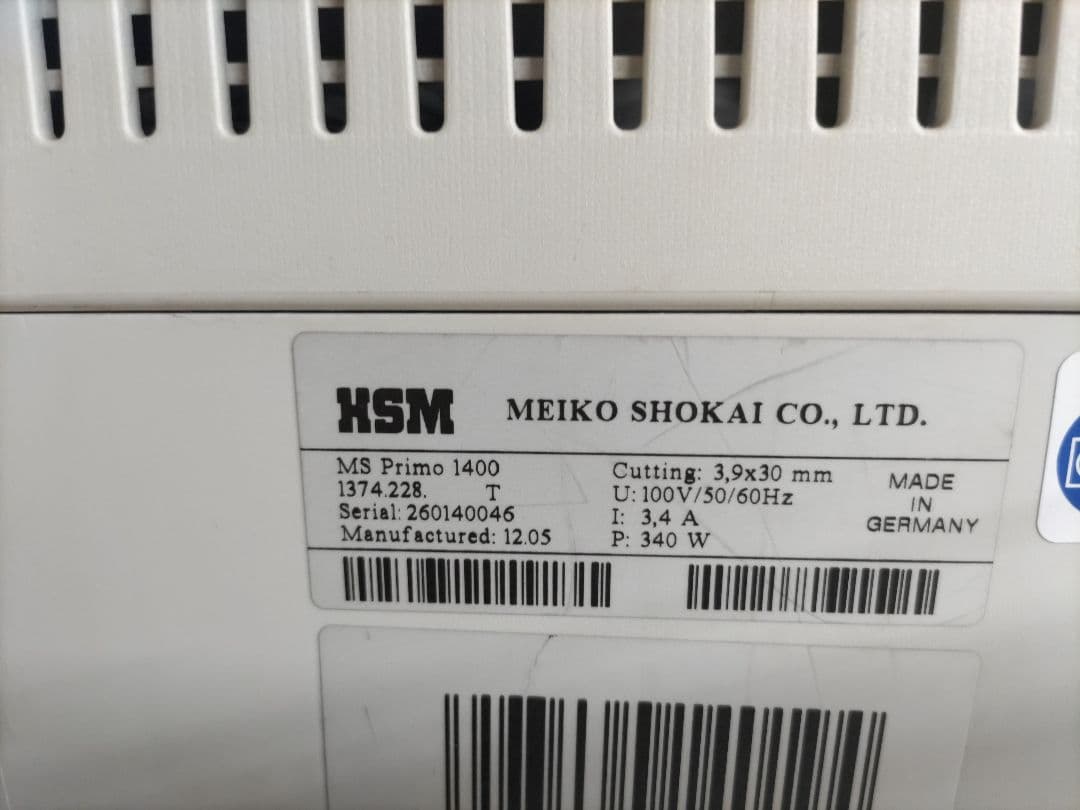 HSM MEIKO SHOKAI CO., LTD.
MS Primo 1400
1374.228. T
Serial: 260140046
Manufactured: 12.05
Cutting: 3,9x30 mm
U: 100V/50/60Hz
I: 3,4 A
P: 340 W
MADE
IN
GERMANY